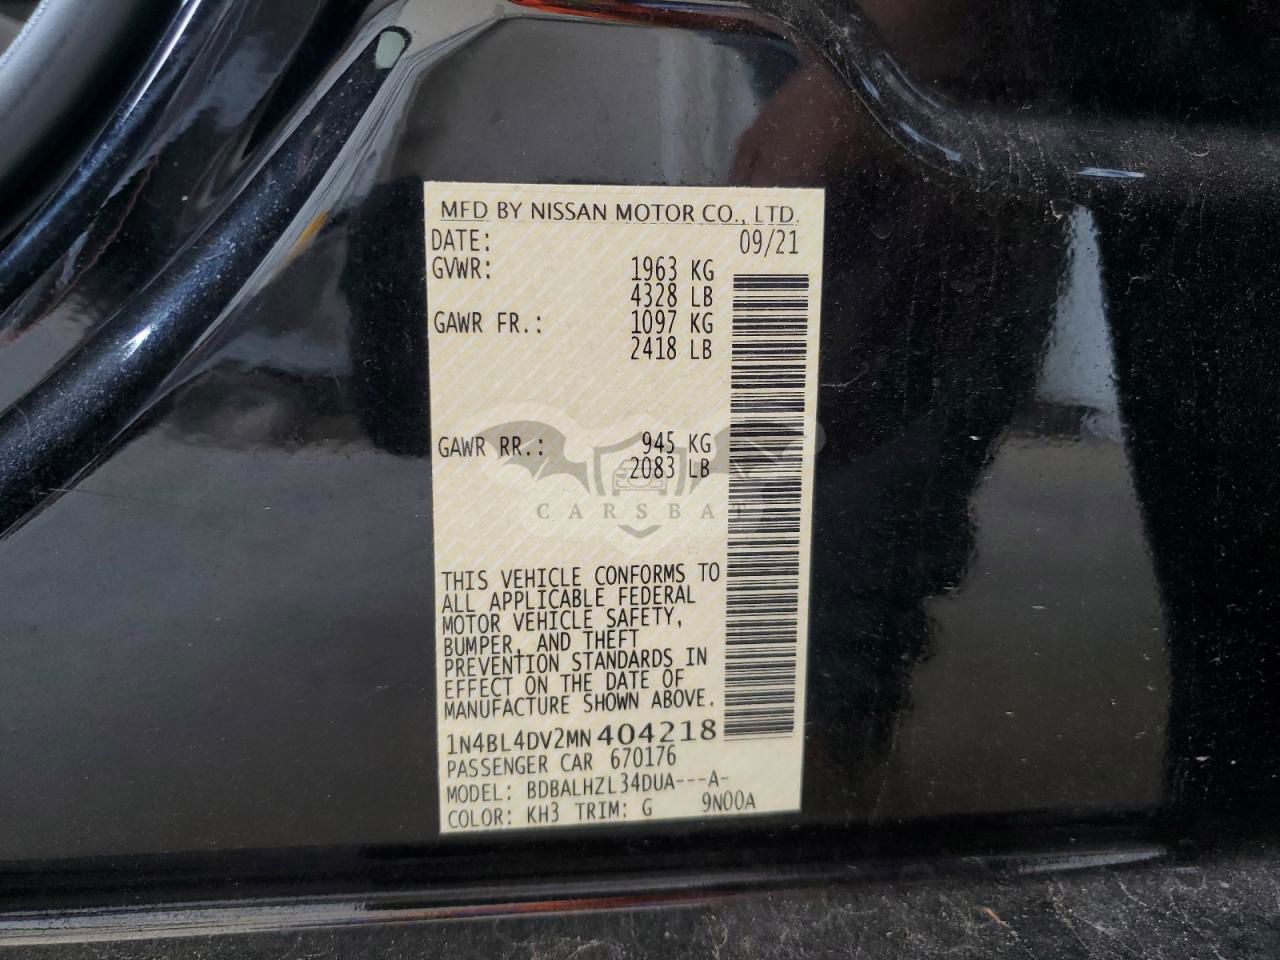 MFD BY NISSAN MOTOR CO., LTD.
DATE: 09/21
GVWR: 1963 KG
4328 LB
GAWR FR.: 1097 KG
2418 LB
GAWR RR.: 945 KG
2083 LB
CARSBAT
THIS VEHICLE CONFORMS TO
ALL APPLICABLE FEDERAL
MOTOR VEHICLE SAFETY,
BUMPER, AND THEFT
PREVENTION STANDARDS IN
EFFECT ON THE DATE OF
MANUFACTURE SHOWN ABOVE.
1N4BL4DV2MN404218
PASSENGER CAR 670176
MODEL: BDBALHZL34DUA---A-
COLOR: KH3 TRIM: G 9N00A